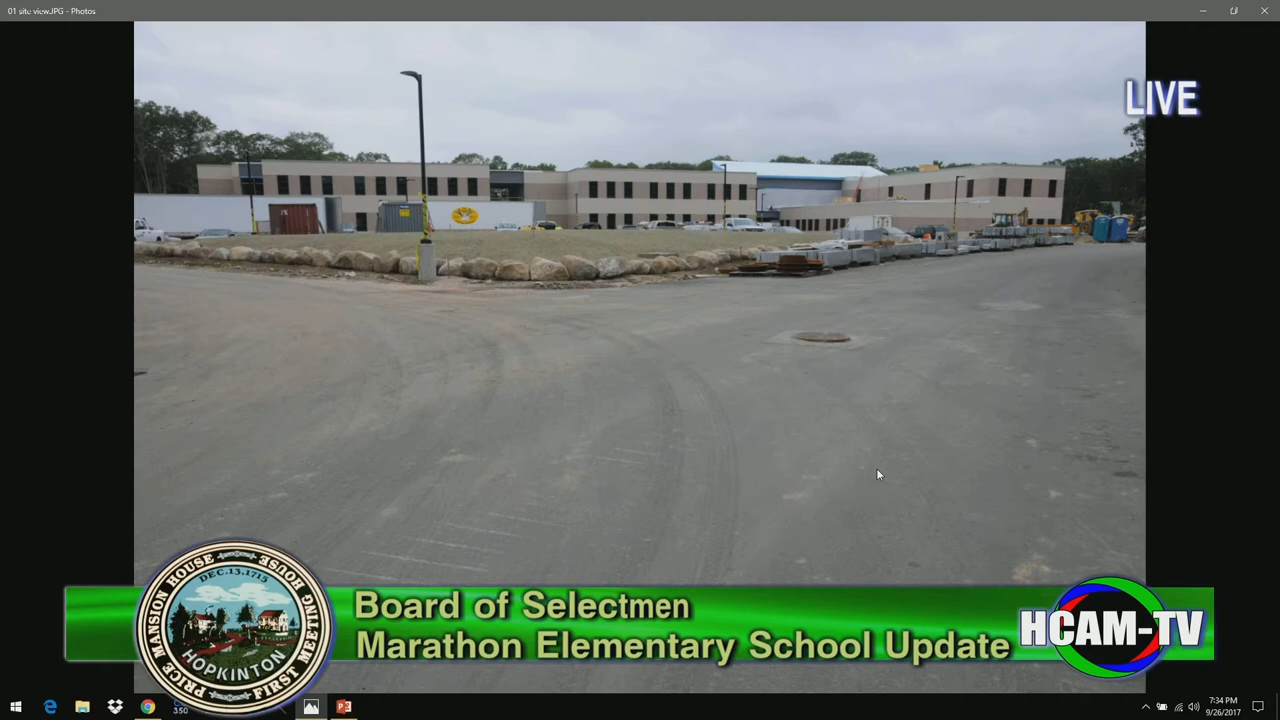 01 site view.JPG - Photos
LIVE
Board of Selectmen
Marathon Elementary School Update
HCAM-TV
PRICE MANSION HOUSE
FIRST MEETING HOUSE
DEC. 13. 1715
HOPKINTON
350
7:34 PM
9/26/2017